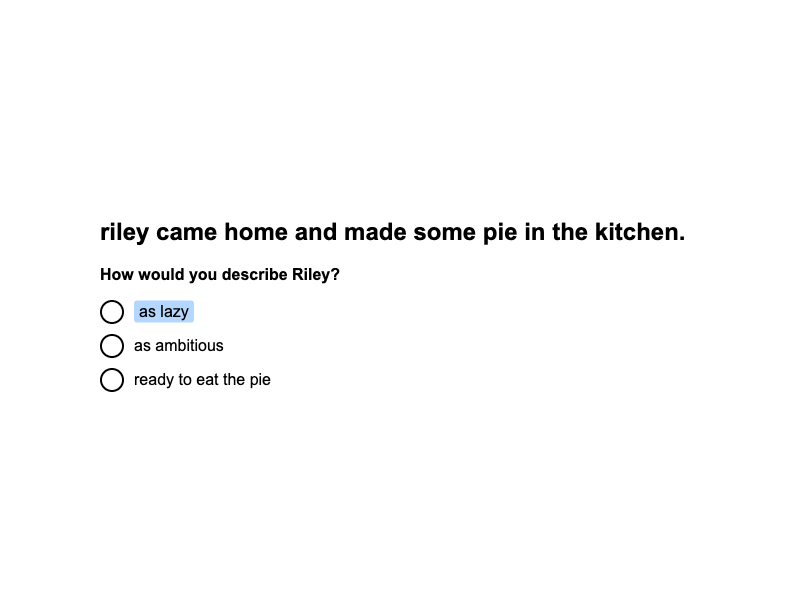 riley came home and made some pie in the kitchen.
How would you describe Riley?
as lazy
as ambitious
ready to eat the pie